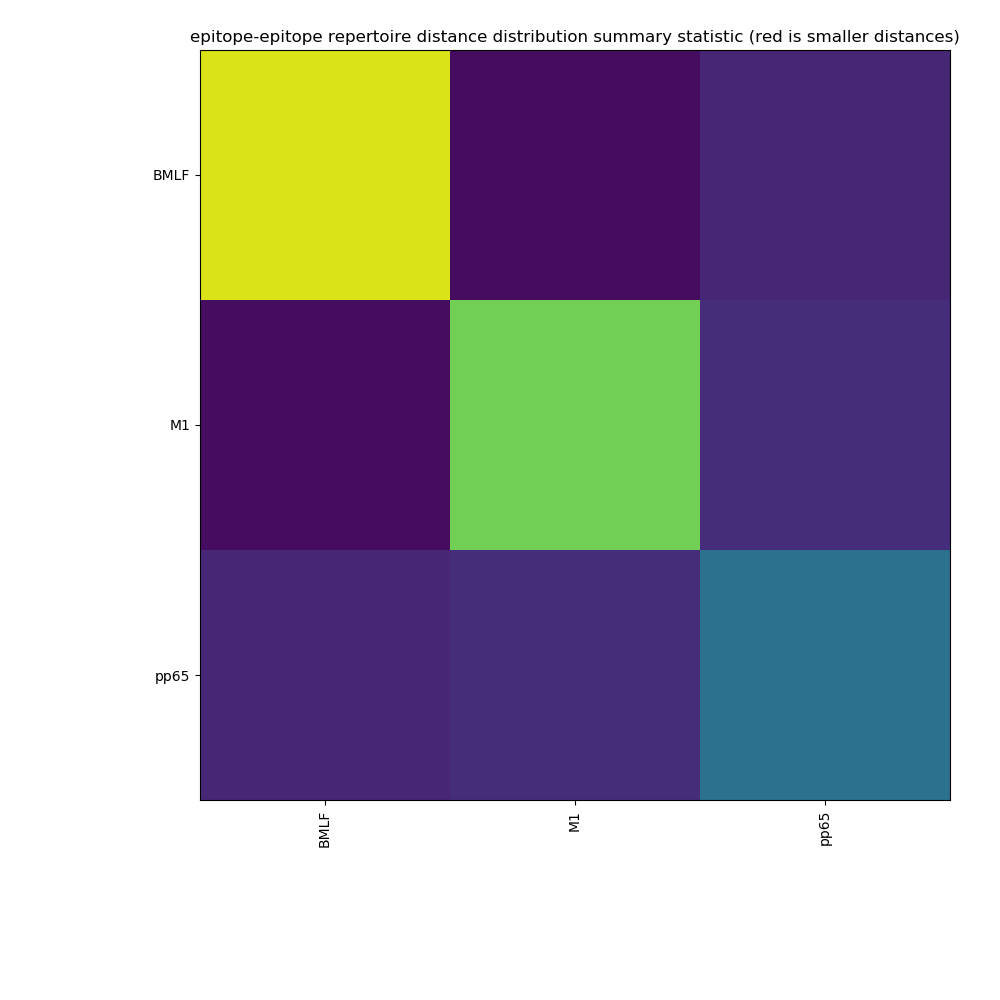 epitope-epitope repertoire distance distribution summary statistic (red is smaller distances)
BMLF
M1
pp65
BMLF
M1
pp65